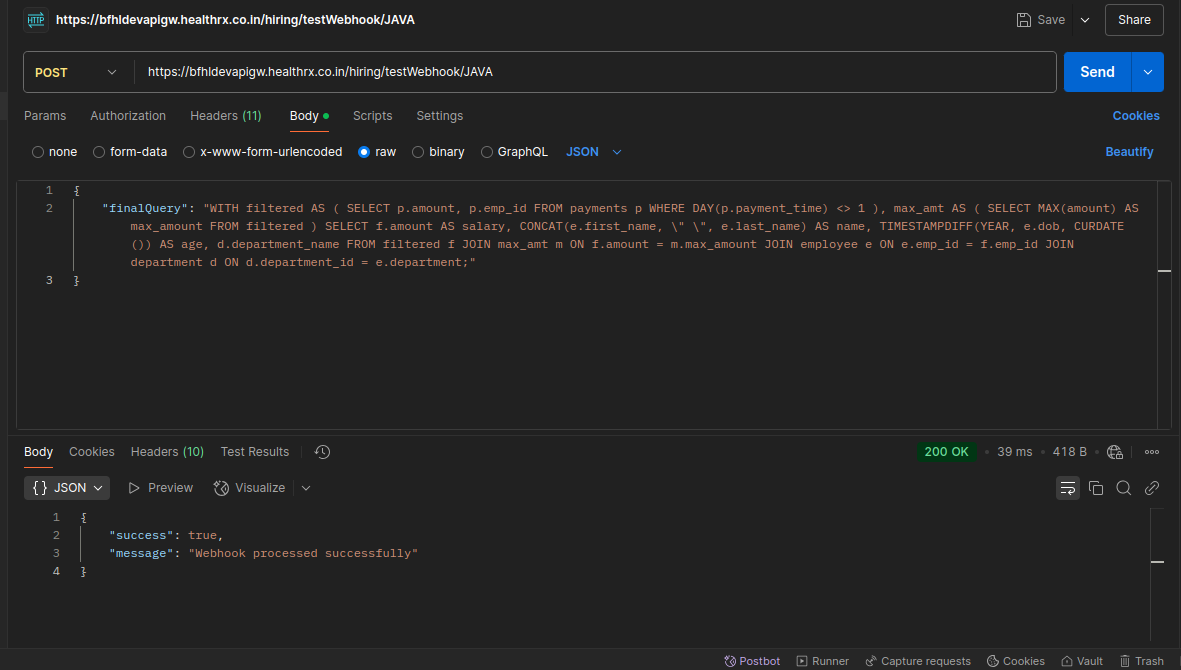 HTTP https://bfhldevapigw.healthrx.co.in/hiring/testWebhook/JAVA Save Share
POST https://bfhldevapigw.healthrx.co.in/hiring/testWebhook/JAVA Send
Params Authorization Headers (11) Body Scripts Settings Cookies
none form-data x-www-form-urlencoded raw binary GraphQL JSON Beautify
1 {
2 "finalQuery": "WITH filtered AS ( SELECT p.amount, p.emp_id FROM payments p WHERE DAY(p.payment_time) <> 1 ), max_amt AS ( SELECT MAX(amount) AS
max_amount FROM filtered ) SELECT f.amount AS salary, CONCAT(e.first_name, \" \", e.last_name) AS name, TIMESTAMPDIFF(YEAR, e.dob, CURDATE
()) AS age, d.department_name FROM filtered f JOIN max_amt m ON f.amount = m.max_amount JOIN employee e ON e.emp_id = f.emp_id JOIN
department d ON d.department_id = e.department;"
3 }
Body Cookies Headers (10) Test Results 200 OK 39 ms 418 B
{} JSON Preview Visualize
1 {
2 "success": true,
3 "message": "Webhook processed successfully"
4 }
Postbot Runner Capture requests Cookies Vault Trash